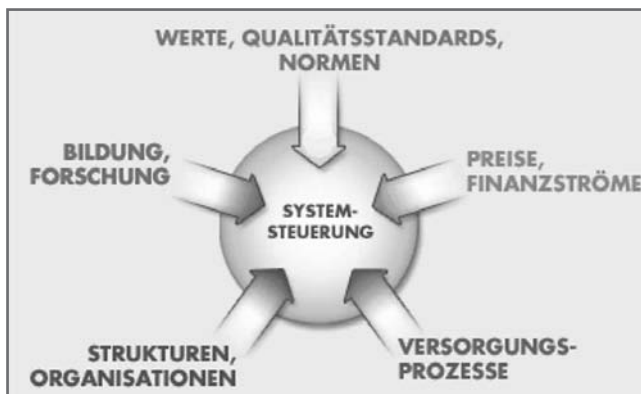 WERTE, QUALITÄTSSTANDARDS,
NORMEN
BILDUNG,
FORSCHUNG
PREISE,
FINANZSTRÖME
SYSTEM-
STEUERUNG
STRUKTUREN,
ORGANISATIONEN
VERSORGUNGS-
PROZESSE